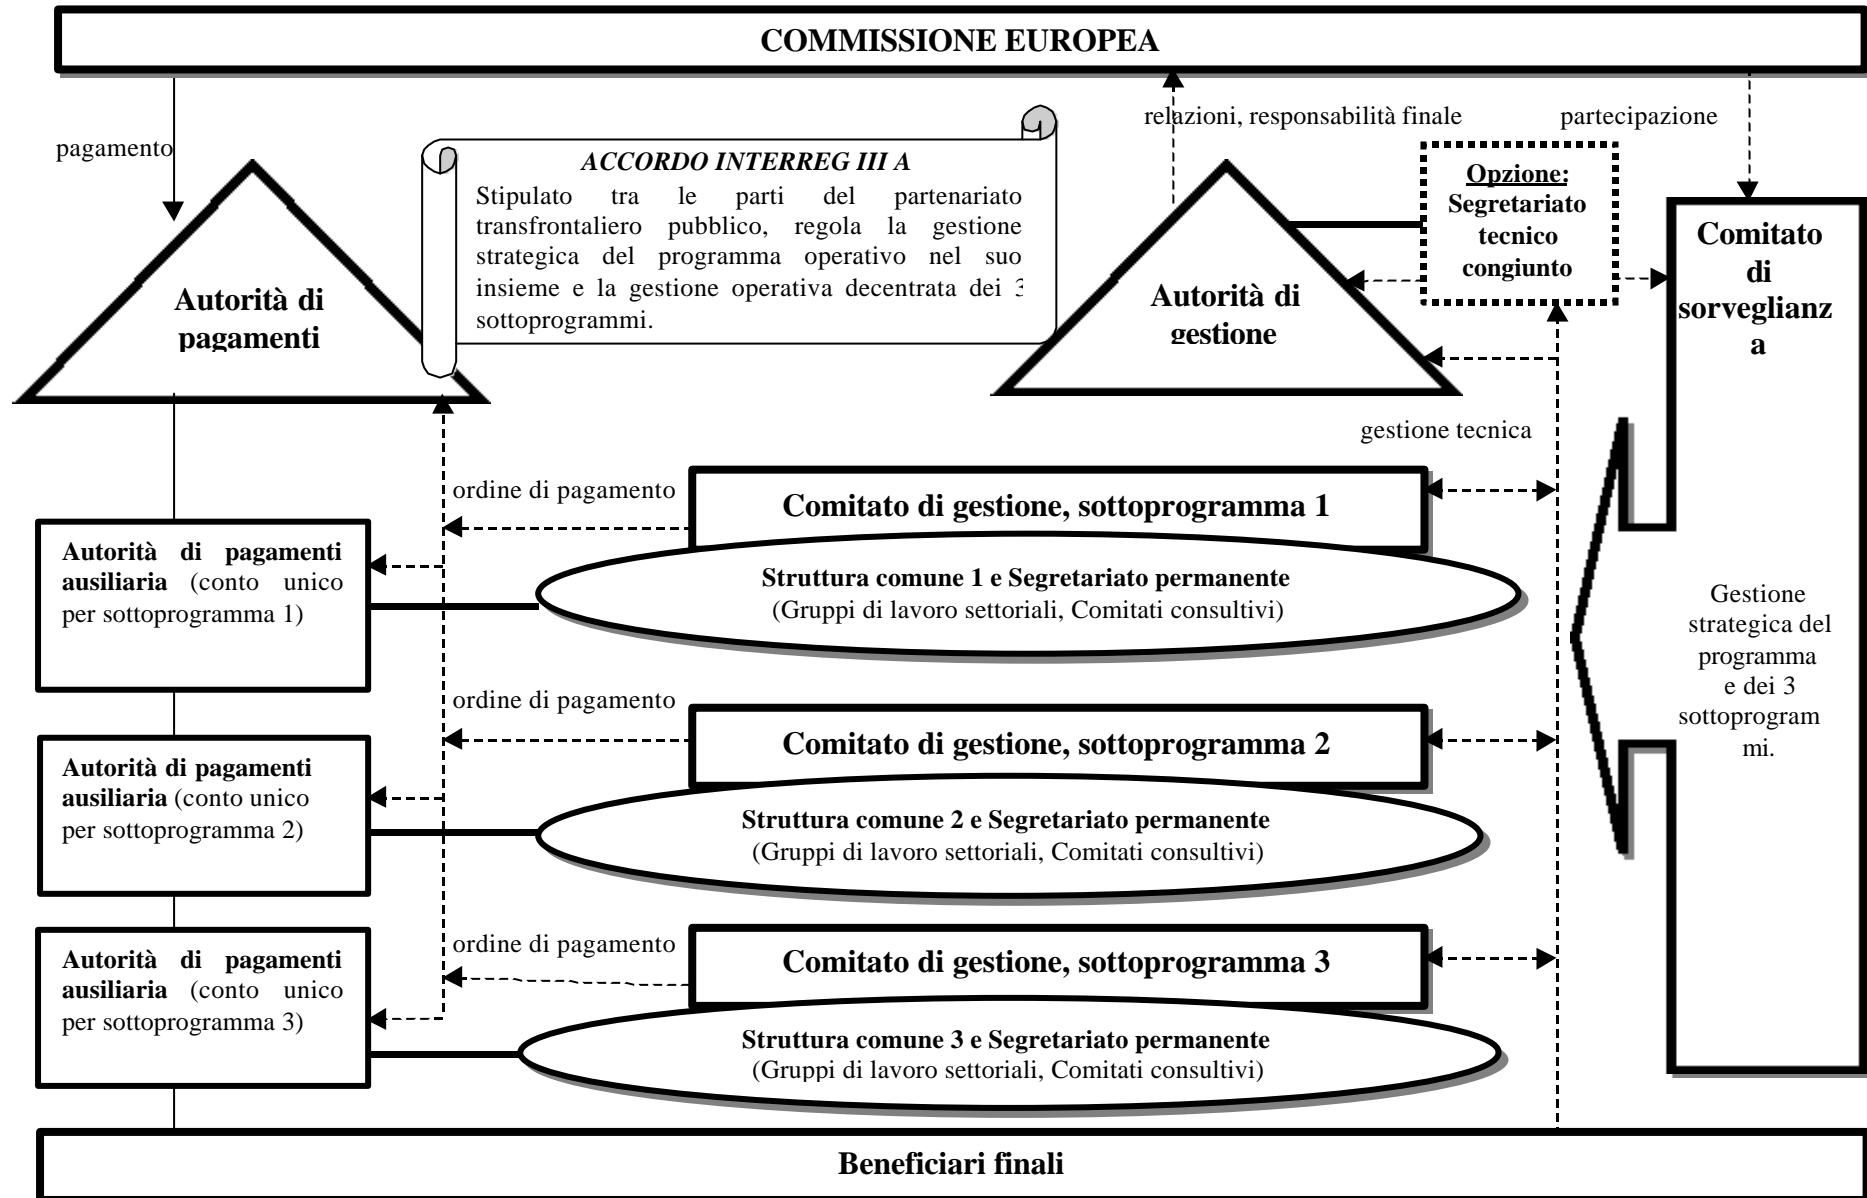 COMMISSIONE EUROPEA
pagamento
relazioni, responsabilità finale
partecipazione
ACCORDO INTERREG III A
Stipulato tra le parti del partenariato
transfrontaliero pubblico, regola la gestione
strategica del programma operativo nel suo
insieme e la gestione operativa decentrata dei 3
sottoprogrammi.
Opzione:
Segretariato
tecnico
congiunto
Autorità di
pagamenti
Autorità di
gestione
Comitato
di
sorveglianz
a
gestione tecnica
ordine di pagamento
Comitato di gestione, sottoprogramma 1
Autorità di pagamenti
ausiliaria (conto unico
per sottoprogramma 1)
Struttura comune 1 e Segretariato permanente
(Gruppi di lavoro settoriali, Comitati consultivi)
Gestione
strategica del
programma
e dei 3
sottoprogram
mi.
ordine di pagamento
Comitato di gestione, sottoprogramma 2
Autorità di pagamenti
ausiliaria (conto unico
per sottoprogramma 2)
Struttura comune 2 e Segretariato permanente
(Gruppi di lavoro settoriali, Comitati consultivi)
ordine di pagamento
Comitato di gestione, sottoprogramma 3
Autorità di pagamenti
ausiliaria (conto unico
per sottoprogramma 3)
Struttura comune 3 e Segretariato permanente
(Gruppi di lavoro settoriali, Comitati consultivi)
Beneficiari finali